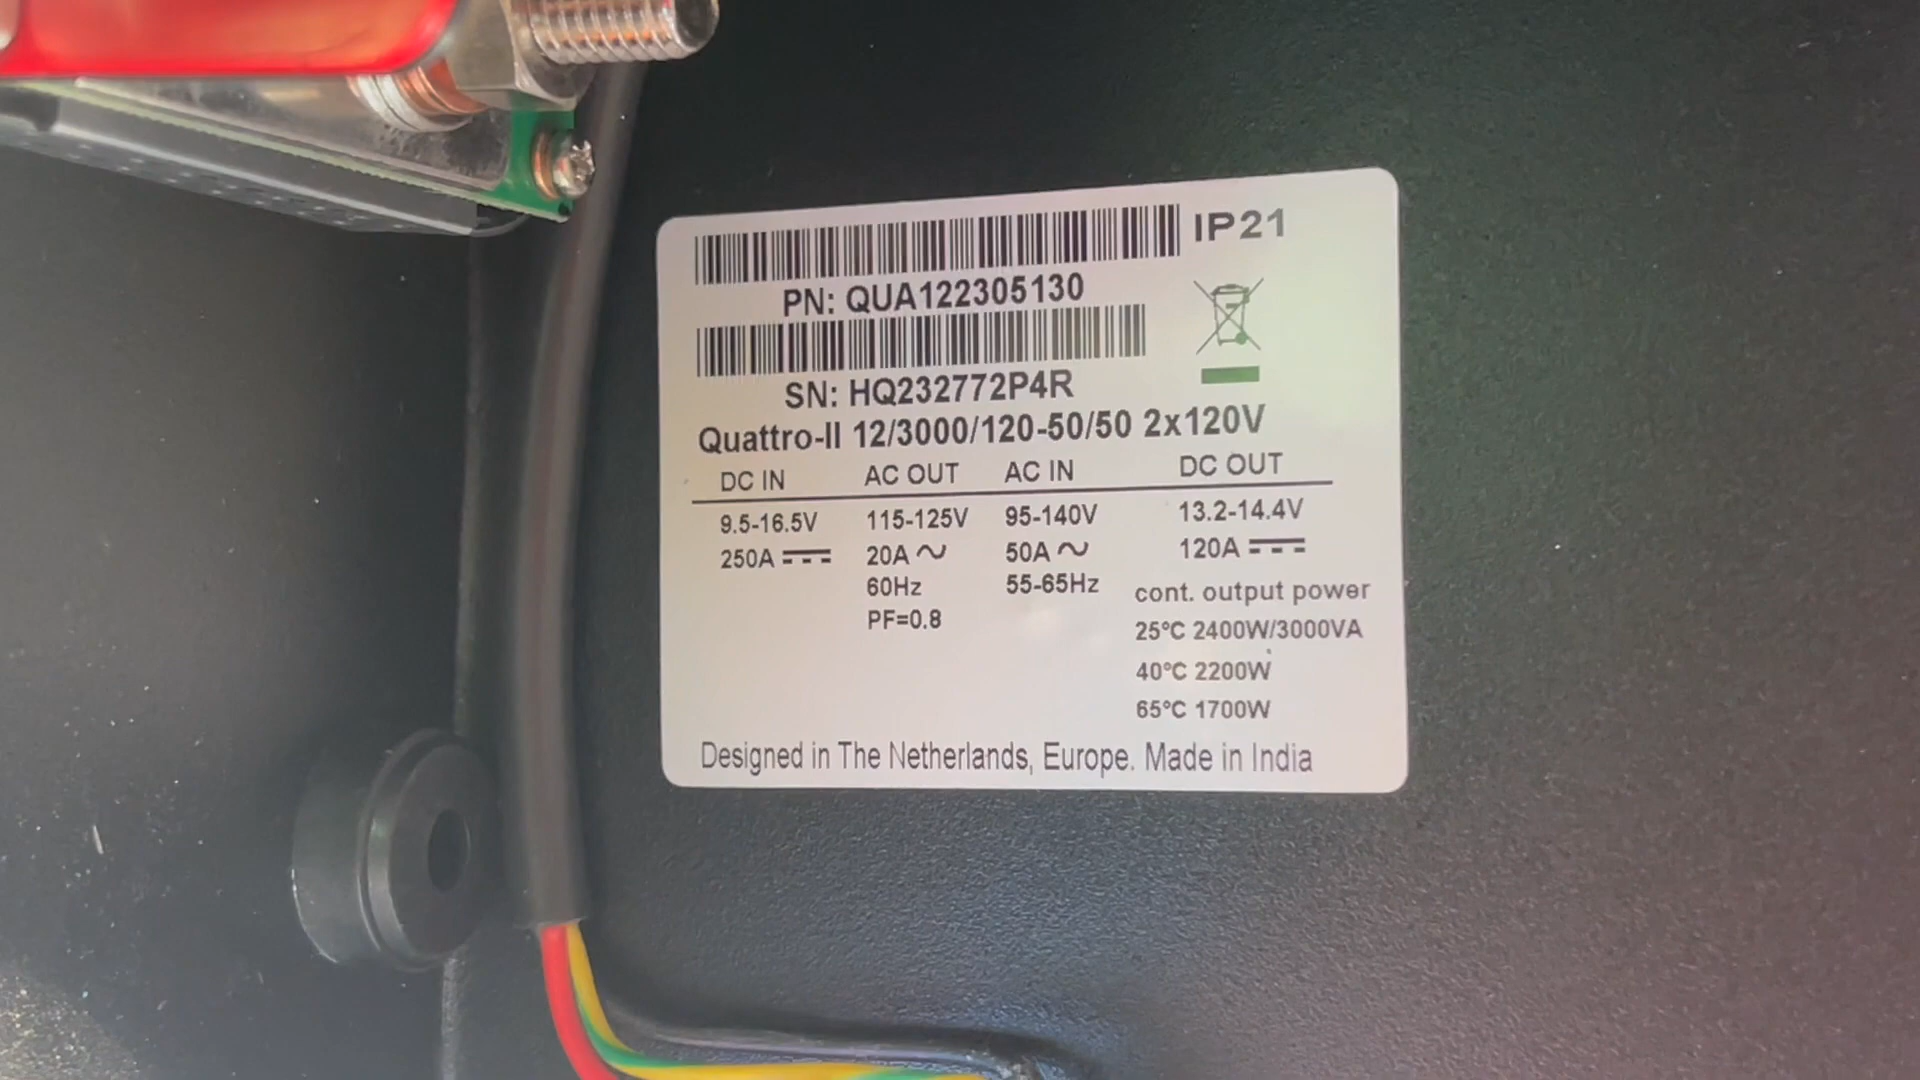 IP21
PN: QUA122305130
SN: HQ232772P4R
Quattro-II 12/3000/120-50/50 2x120V
DC IN AC OUT AC IN DC OUT
9.5-16.5V 115-125V 95-140V 13.2-14.4V
250A 20A 50A 120A
60Hz 55-65Hz
PF=0.8
cont. output power
25°C 2400W/3000VA
40°C 2200W
65°C 1700W
Designed in The Netherlands, Europe. Made in India